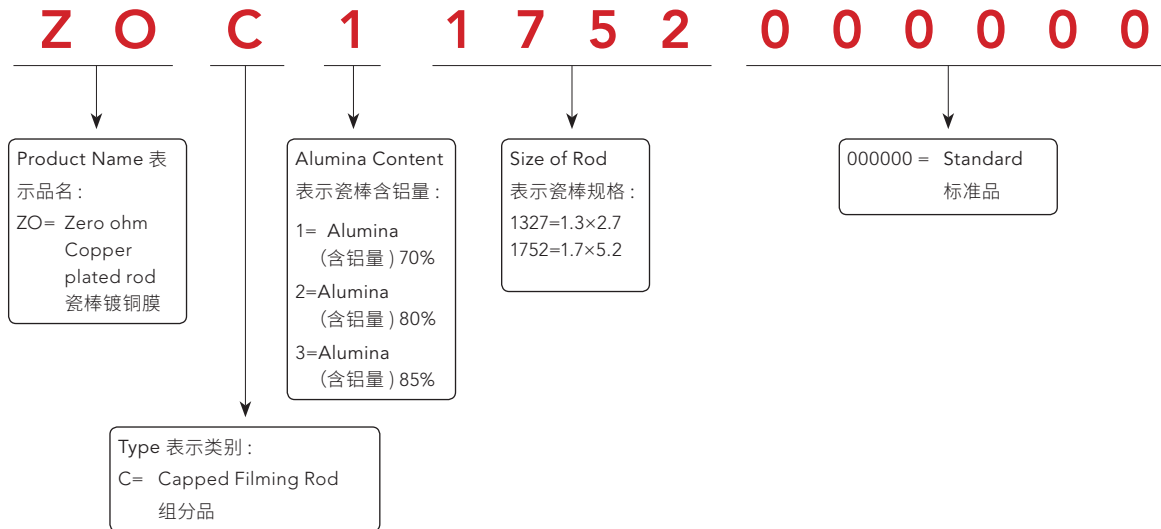 Z O C 1 1 7 5 2 0 0 0 0 0 0
Product Name 表
示品名 :
ZO= Zero ohm
Copper
plated rod
瓷棒镀铜膜
Alumina Content
表示瓷棒含铝量 :
1= Alumina
(含铝量 ) 70%
2=Alumina
(含铝量 ) 80%
3=Alumina
(含铝量 ) 85%
Size of Rod
表示瓷棒规格 :
1327=1.3×2.7
1752=1.7×5.2
000000 = Standard
标准品
Type 表示类别 :
C= Capped Filming Rod
组分品